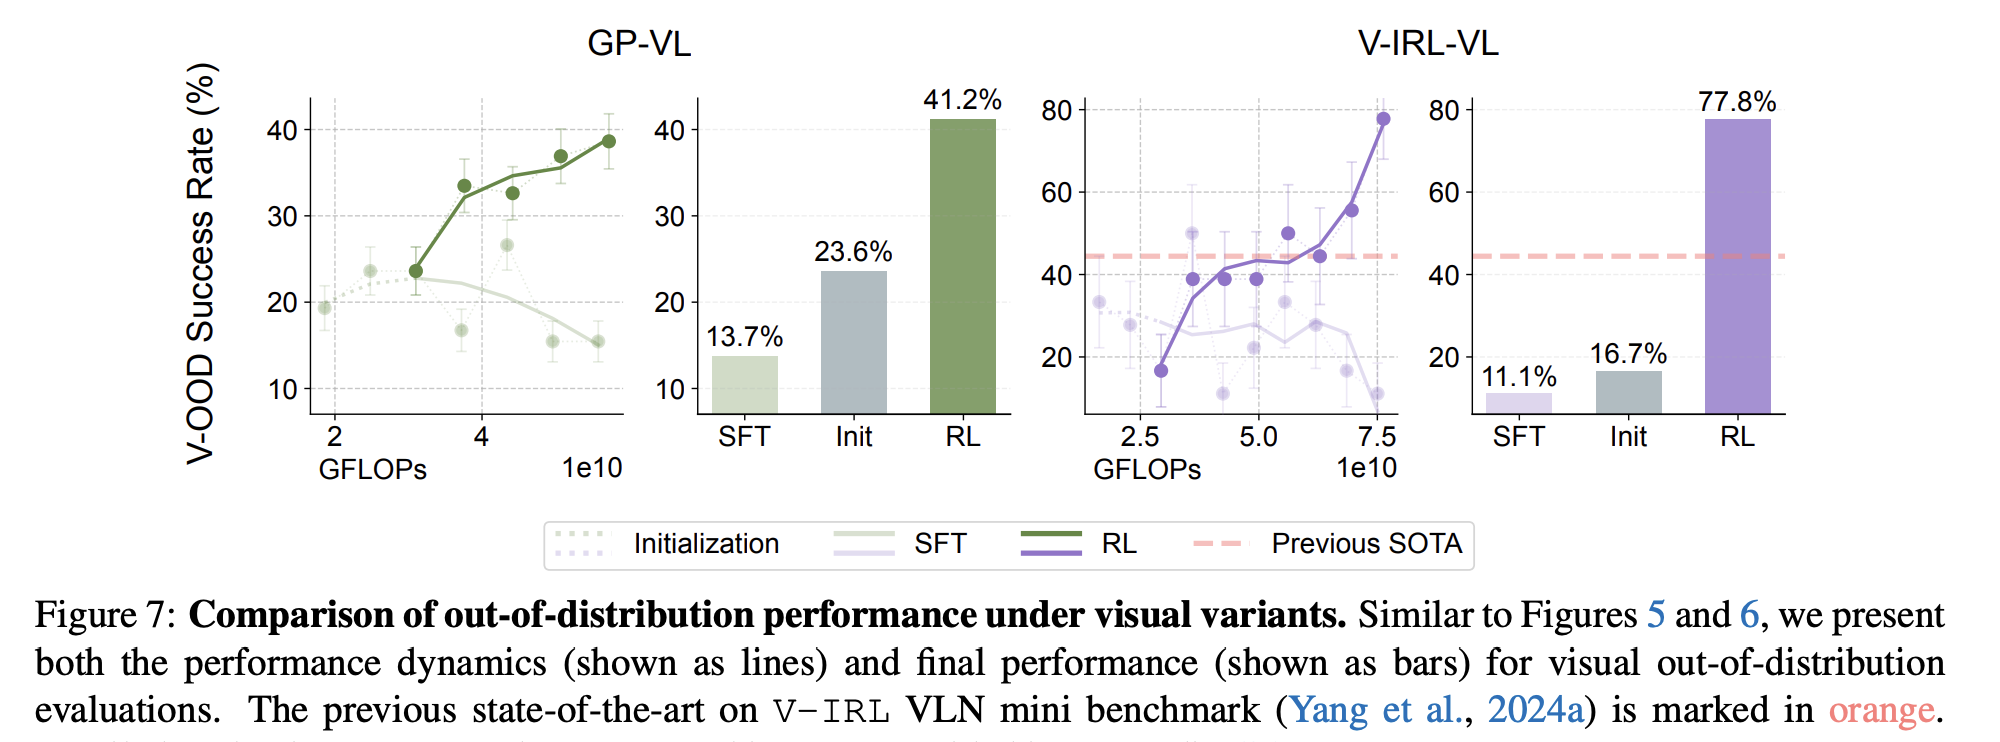 GP-VL
V-IRL-VL
V-OOD Success Rate (%)
40
30
20
10
2
4
GFLOPs
1e10
40
30
20
10
13.7%
23.6%
41.2%
SFT
Init
RL
80
60
40
20
2.5
5.0
7.5
GFLOPs
1e10
80
60
40
20
11.1%
16.7%
77.8%
SFT
Init
RL
Initialization
SFT
RL
Previous SOTA
Figure 7: Comparison of out-of-distribution performance under visual variants. Similar to Figures 5 and 6, we present
both the performance dynamics (shown as lines) and final performance (shown as bars) for visual out-of-distribution
evaluations. The previous state-of-the-art on V-IRL VLN mini benchmark (Yang et al., 2024a) is marked in orange.